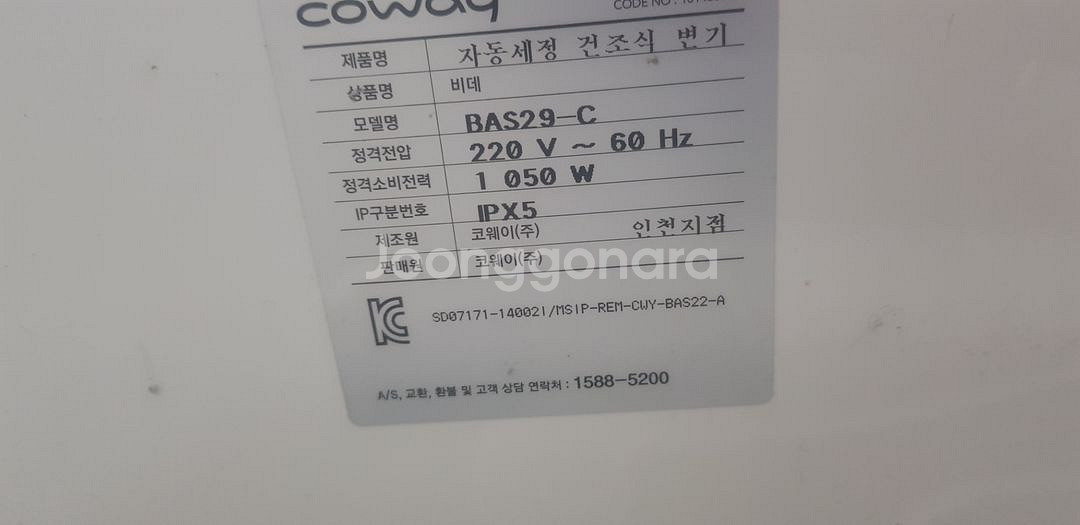 coway
CODE NO :
제품명 자동세정 건조식 변기
상품명 비데
모델명 BAS29-C
정격전압 220 V ~ 60 Hz
정격소비전력 1 050 W
IP구분번호 IPX5
제조원 코웨이(주) 인천지점
판매원 코웨이(주)
Joonggonara
SD07171-14002I/MSIP-REM-CWY-BAS22-A
A/S, 교환, 환불 및 고객 상담 연락처 : 1588-5200